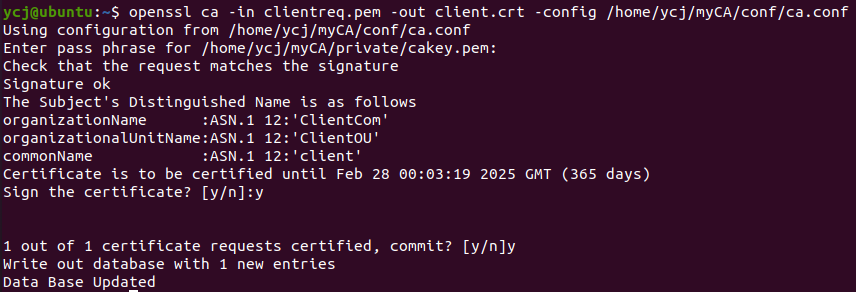 ycj@ubuntu:~$ openssl ca -in clientreq.pem -out client.crt -config /home/ycj/myCA/conf/ca.conf
Using configuration from /home/ycj/myCA/conf/ca.conf
Enter pass phrase for /home/ycj/myCA/private/cakey.pem:
Check that the request matches the signature
Signature ok
The Subject's Distinguished Name is as follows
organizationName      :ASN.1 12:'ClientCom'
organizationalUnitName:ASN.1 12:'ClientOU'
commonName            :ASN.1 12:'client'
Certificate is to be certified until Feb 28 00:03:19 2025 GMT (365 days)
Sign the certificate? [y/n]:y
1 out of 1 certificate requests certified, commit? [y/n]y
Write out database with 1 new entries
Data Base Updated